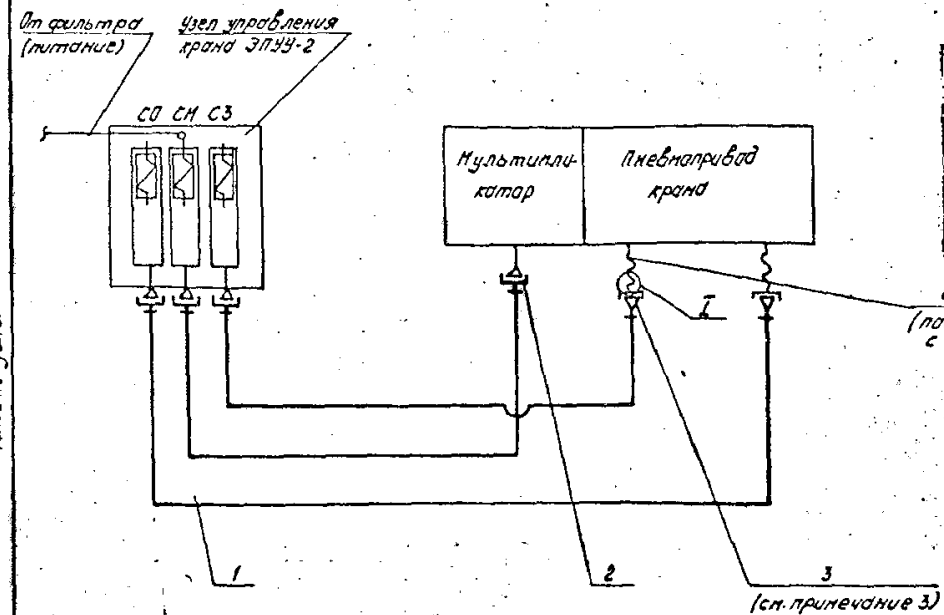 От фильтра
(питание)
Узел управления
крана ЭПУУ-2
СО СМ СЗ
Мультипли-
катор
Пневмопривод
крана
I
(по
с
1
2
3
(см. примечание 3)